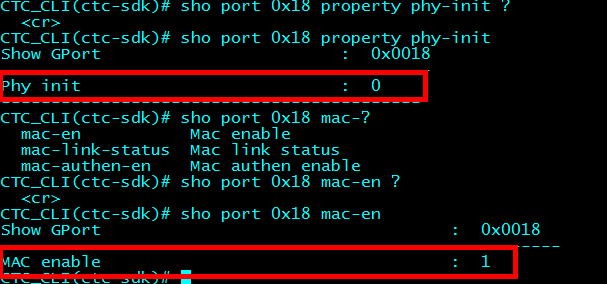 CTC_CLI(ctc-sdk)# sho port 0x18 property phy-init ?
<cr>
CTC_CLI(ctc-sdk)# sho port 0x18 property phy-init
Show GPort : 0x0018
Phy init : 0
-------------------------------------------
CTC_CLI(ctc-sdk)# sho port 0x18 mac-?
mac-en Mac enable
mac-link-status Mac link status
mac-authen-en Mac authen enable
CTC_CLI(ctc-sdk)# sho port 0x18 mac-en ?
<cr>
CTC_CLI(ctc-sdk)# sho port 0x18 mac-en
Show GPort : 0x0018
-----
MAC enable : 1
CTC_CLI(ctc-sdk)#